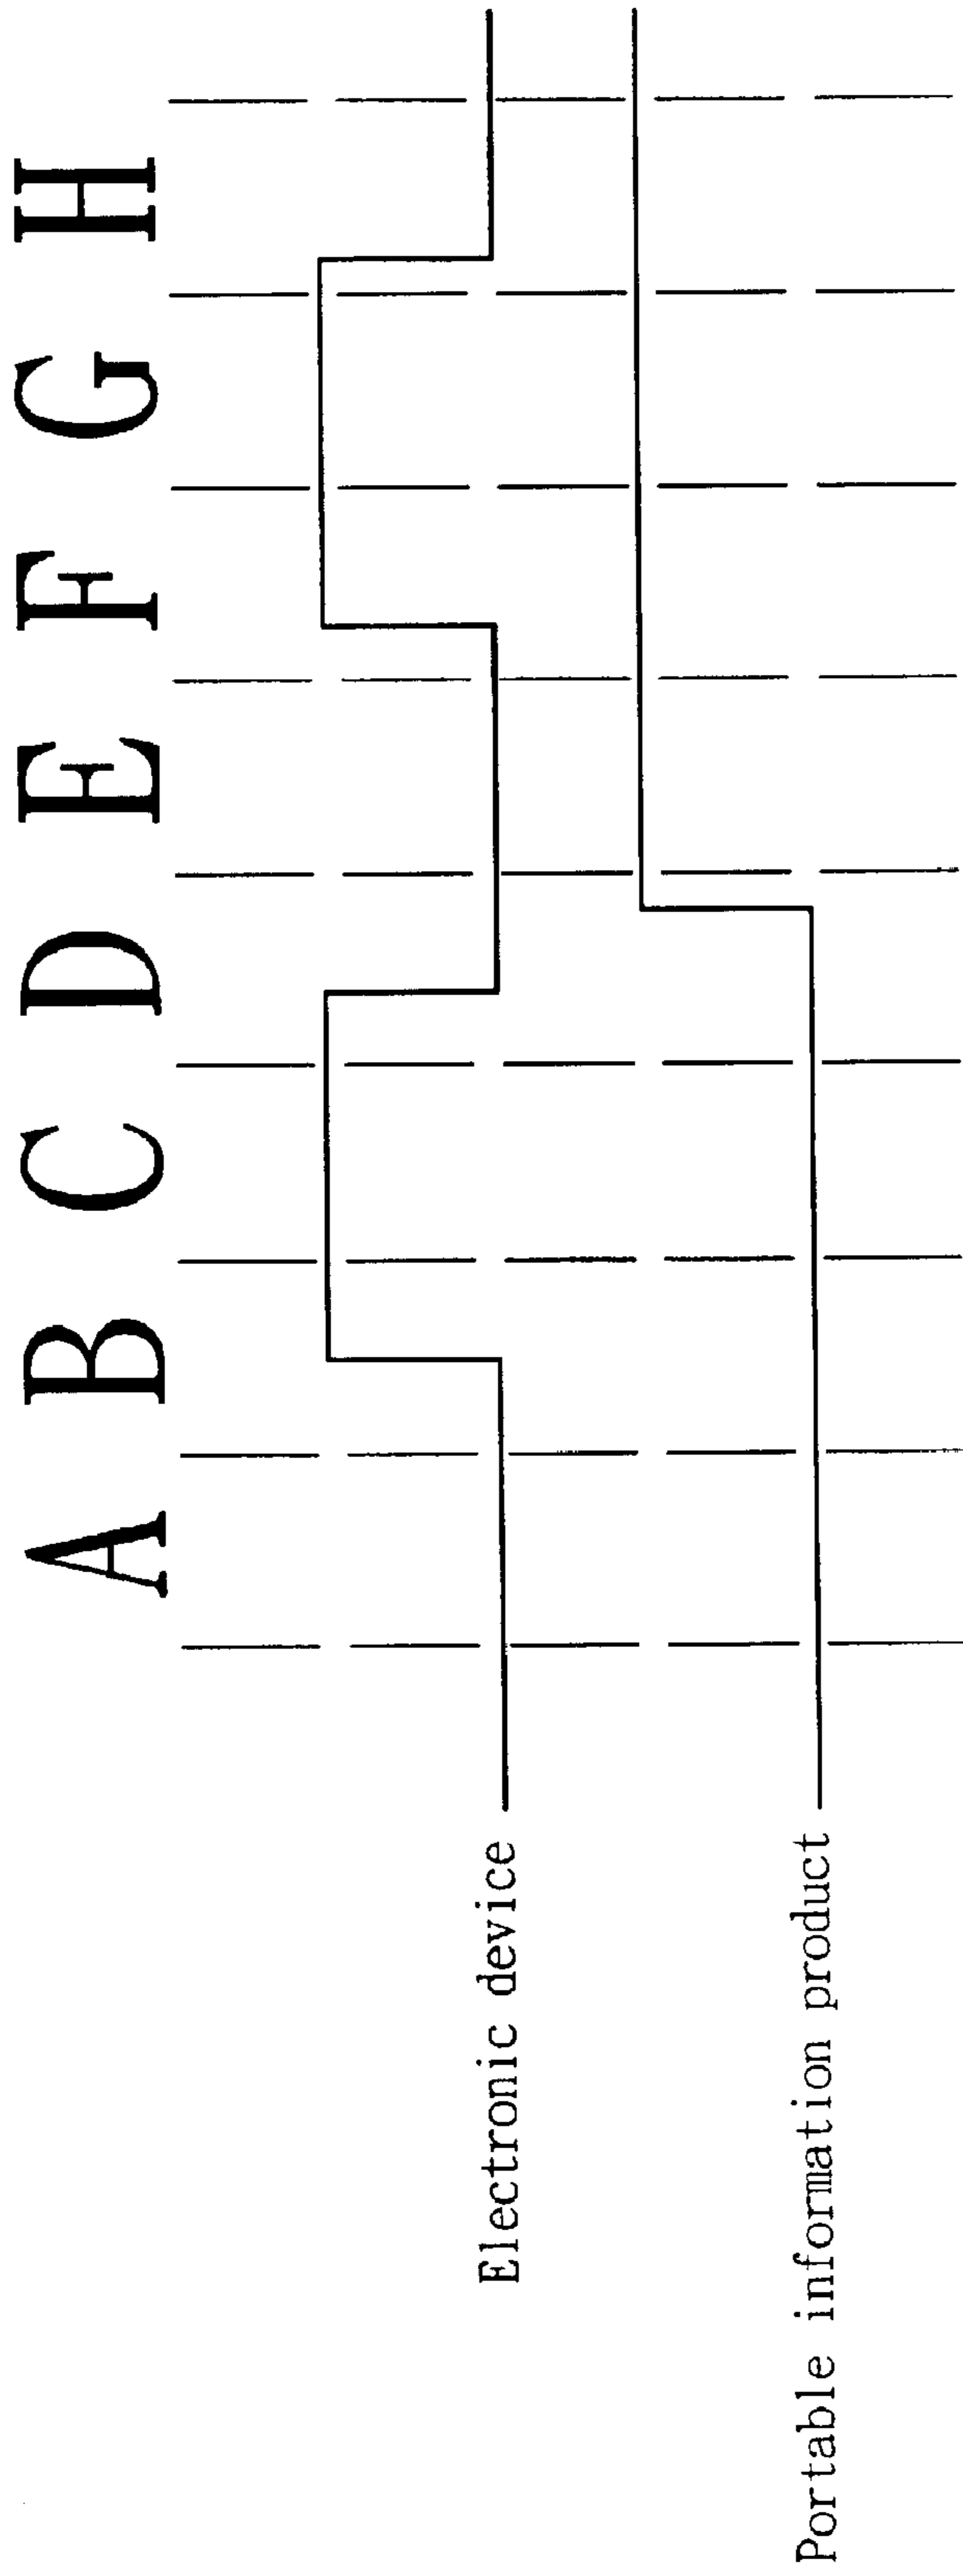 A B C D E F G H
Electronic device
Portable information product